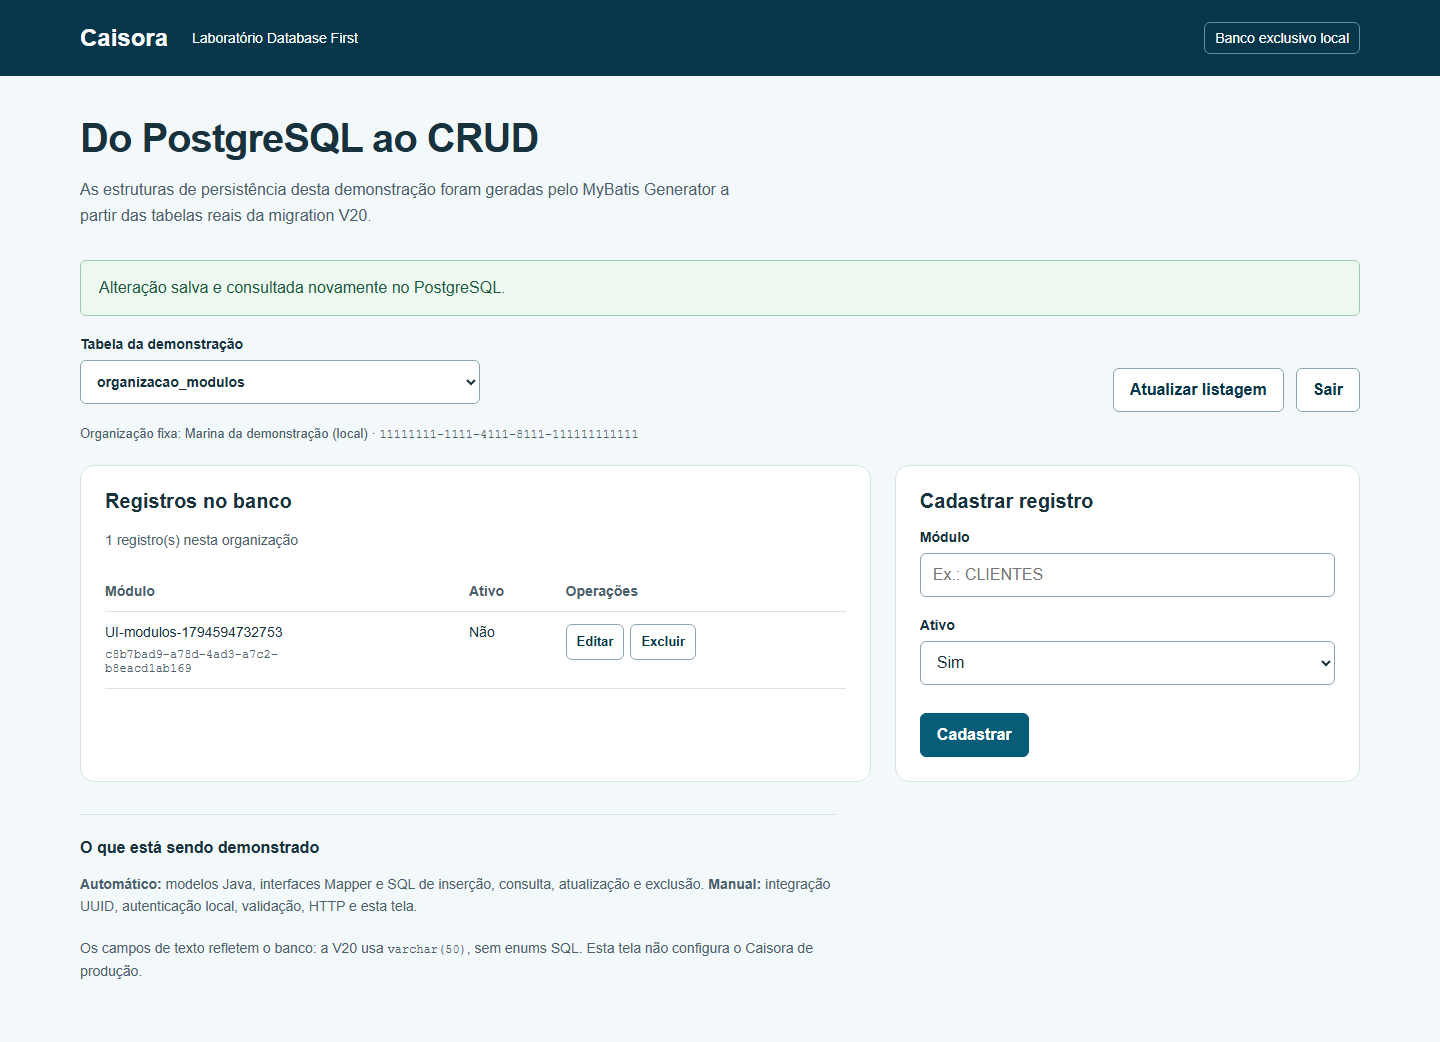 Caisora
Laboratório Database First
Banco exclusivo local
Do PostgreSQL ao CRUD
As estruturas de persistência desta demonstração foram geradas pelo MyBatis Generator a
partir das tabelas reais da migration V20.
Alteração salva e consultada novamente no PostgreSQL.
Tabela da demonstração
organizacao_modulos
Atualizar listagem
Sair
Organização fixa: Marina da demonstração (local) · 11111111-1111-4111-8111-111111111111
Registros no banco
1 registro(s) nesta organização
Módulo Ativo Operações
UI-modulos-1794594732753 Não Editar Excluir
c8b7bad9-a78d-4ad3-a7c2-
b8eacd1ab169
Cadastrar registro
Módulo
Ex.: CLIENTES
Ativo
Sim
Cadastrar
O que está sendo demonstrado
Automático: modelos Java, interfaces Mapper e SQL de inserção, consulta, atualização e exclusão. Manual: integração
UUID, autenticação local, validação, HTTP e esta tela.
Os campos de texto refletem o banco: a V20 usa varchar(50), sem enums SQL. Esta tela não configura o Caisora de
produção.